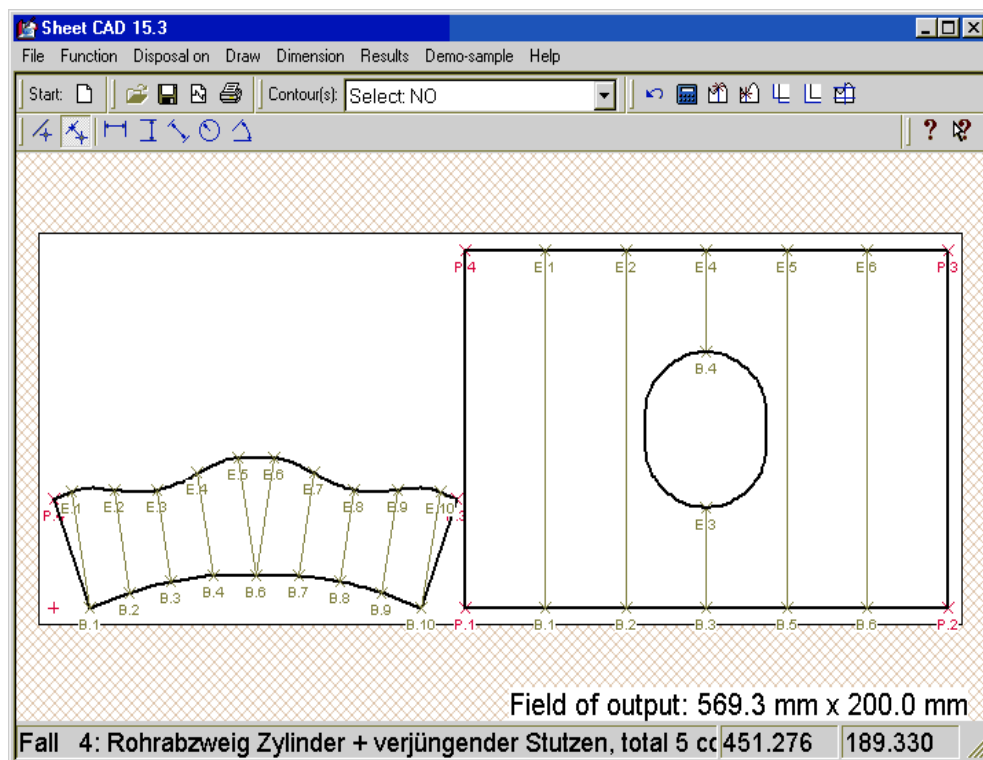 Sheet CAD 15.3
File Function Disposal on Draw Dimension Results Demo-sample Help
Start: Contour(s): Select: NO
P.4 E.1 E.2 E.4 E.5 E.6 P.3
B.4
E.5 E.6
E.4 E.7
E.1 E.2 E.3 E.8 E.9 E.10
E.3
B.4 B.6 B.7
B.2 B.3 B.8 B.9
B.1 B.10 P.1 B.1 B.2 B.3 B.5 B.6 P.2
Field of output: 569.3 mm x 200.0 mm
Fall 4: Rohrabzweig Zylinder + verjüngender Stutzen, total 5 cc 451.276 189.330